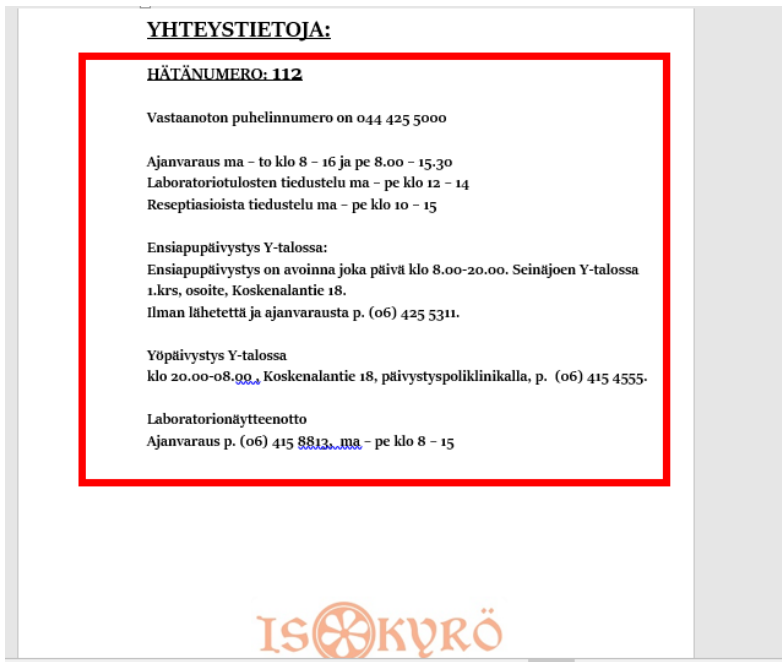 YHTEYSTIETOJA:
HÄTÄNUMERO: 112
Vastaanoton puhelinnumero on 044 425 5000
Ajanvaraus ma – to klo 8 – 16 ja pe 8.00 – 15.30
Laboratoriotulosten tiedustelu ma – pe klo 12 – 14
Reseptiasioista tiedustelu ma – pe klo 10 – 15
Ensiapupäivystys Y-talossa:
Ensiapupäivystys on avoinna joka päivä klo 8.00-20.00. Seinäjoen Y-talossa
1.krs, osoite, Koskenalantie 18.
Ilman lähetettä ja ajanvarausta p. (06) 425 5311.
Yöpäivystys Y-talossa
klo 20.00-08.00 , Koskenalantie 18, päivystyspoliklinikalla, p.  (06) 415 4555.
Laboratorionäytteenotto
Ajanvaraus p. (06) 415 8813,  ma – pe klo 8 – 15
ISOKYRÖ